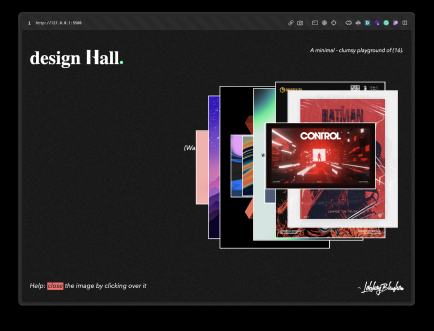 http://127.0.0.1:5500
design Hall.
A minimal - clumsy playground of (14).
(Wa
BATMAN
CONTROL
Help: close the image by clicking over it